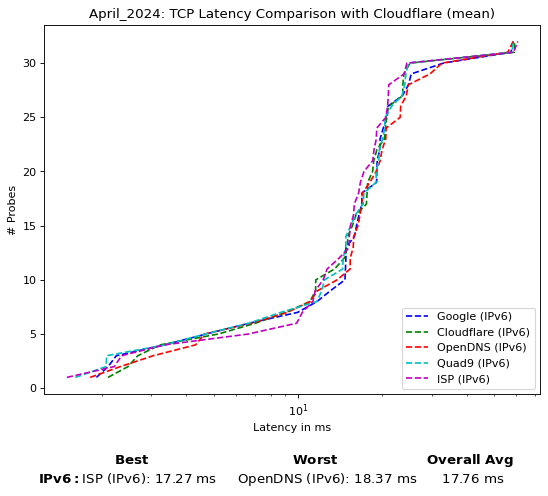 April_2024: TCP Latency Comparison with Cloudflare (mean)
# Probes
30
25
20
15
10
5
0
Google (IPv6)
Cloudflare (IPv6)
OpenDNS (IPv6)
Quad9 (IPv6)
ISP (IPv6)
10¹
Latency in ms
Best Worst Overall Avg
IPv6: ISP (IPv6): 17.27 ms OpenDNS (IPv6): 18.37 ms 17.76 ms